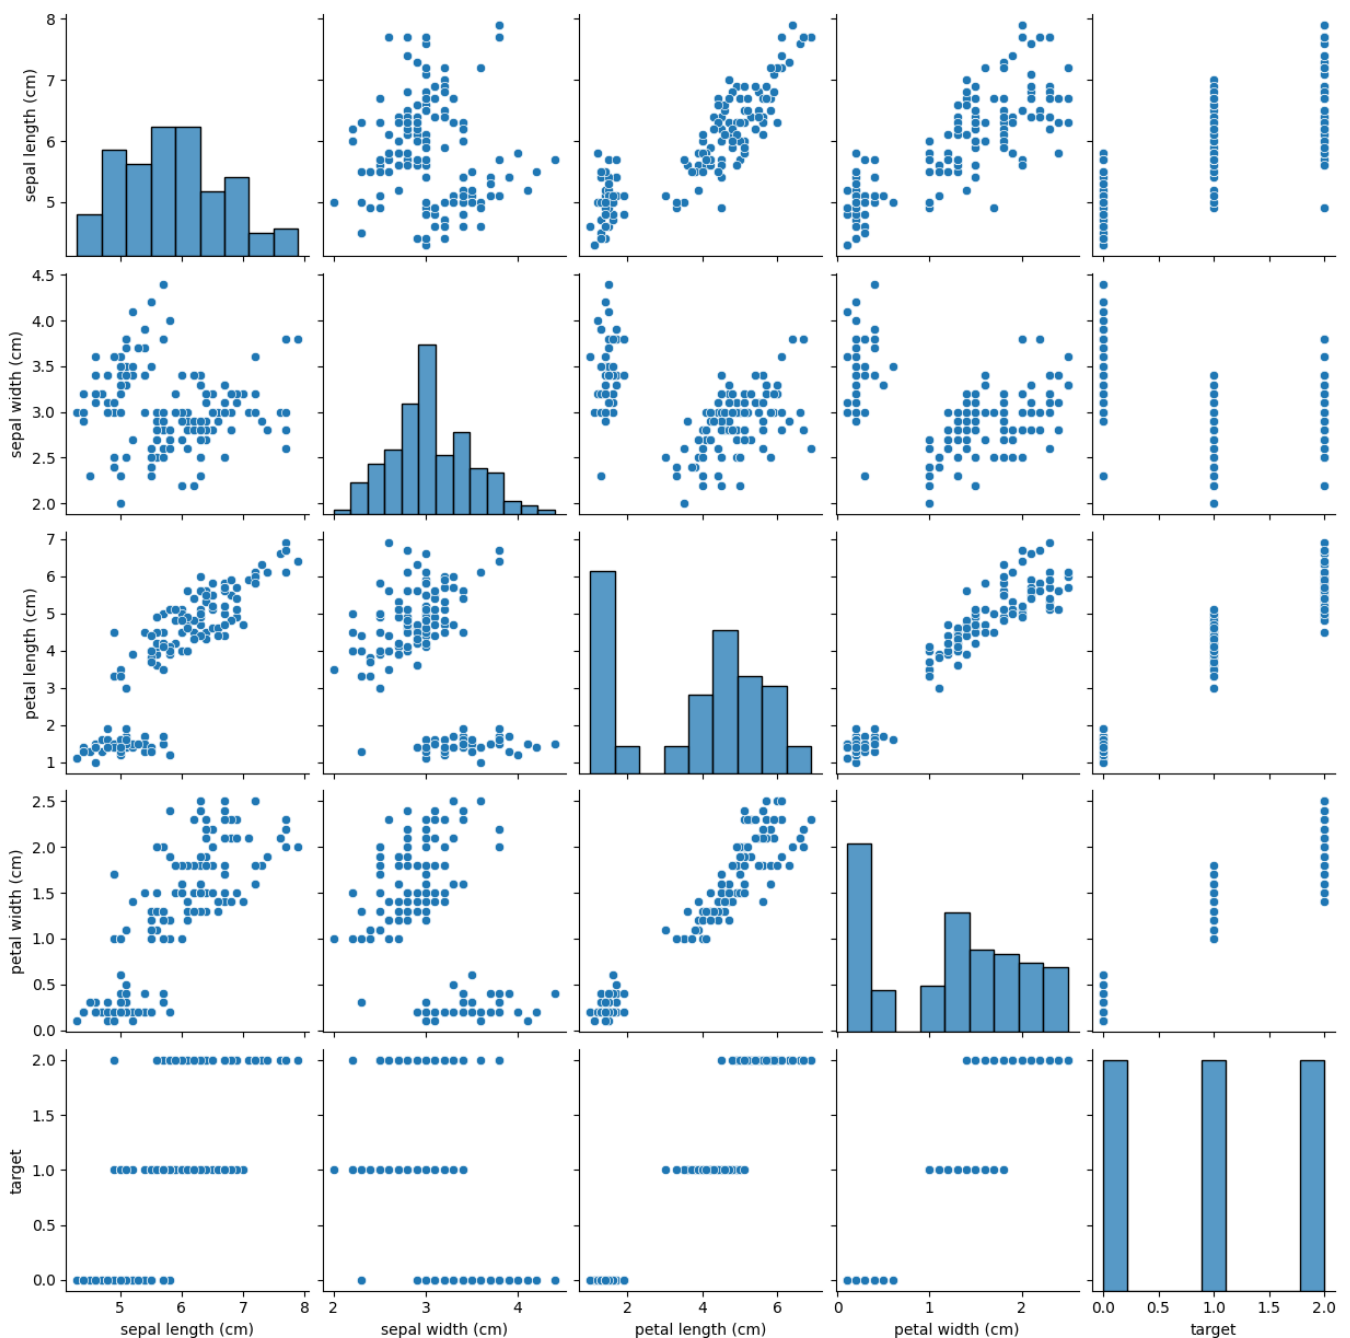 8
7
6
5
sepal length (cm)
4.5
4.0
3.5
3.0
2.5
2.0
sepal width (cm)
7
6
5
4
3
2
1
petal length (cm)
2.5
2.0
1.5
1.0
0.5
0.0
petal width (cm)
2.0
1.5
1.0
0.5
0.0
target
5 6 7 8
sepal length (cm)
2 3 4
sepal width (cm)
2 4 6
petal length (cm)
0 1 2
petal width (cm)
0.0 0.5 1.0 1.5 2.0
target